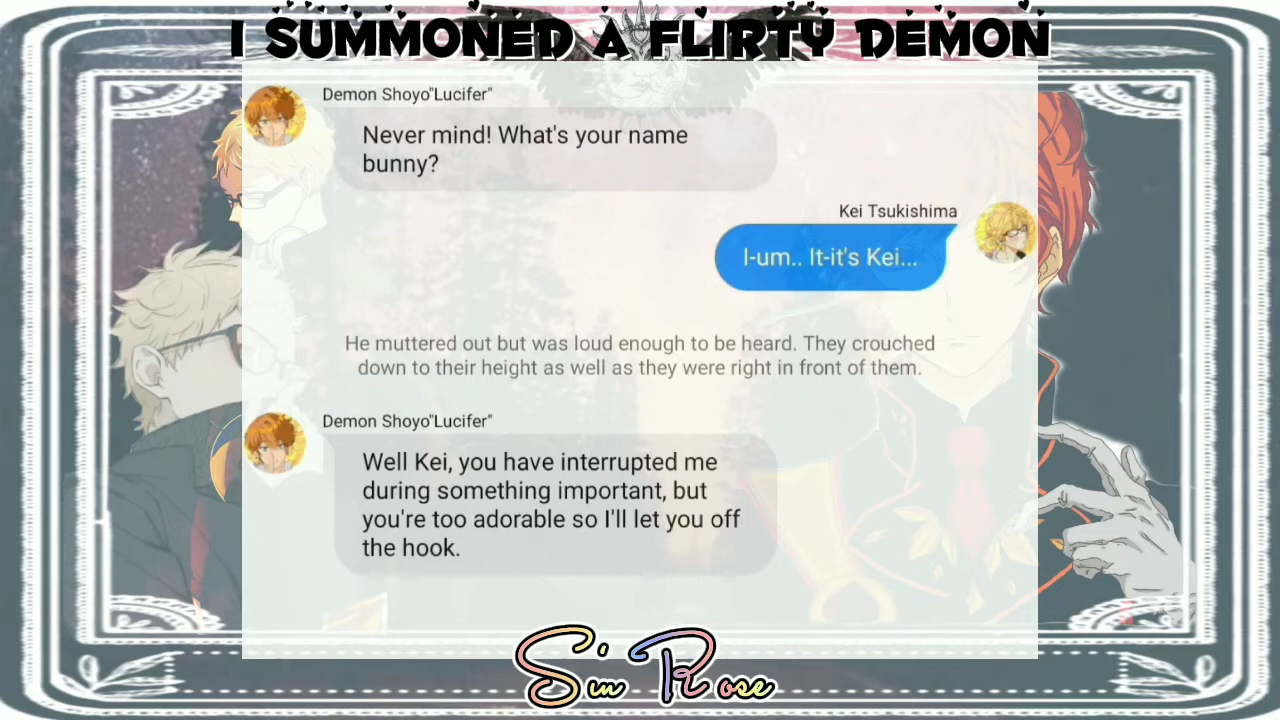 I SUMMONED A FLIRTY DEMON
Demon Shoyo"Lucifer"
Never mind! What's your name
bunny?
Kei Tsukishima
I-um.. It-it's Kei...
He muttered out but was loud enough to be heard. They crouched
down to their height as well as they were right in front of them.
Demon Shoyo"Lucifer"
Well Kei, you have interrupted me
during something important, but
you're too adorable so I'll let you off
the hook.
Sin Rose